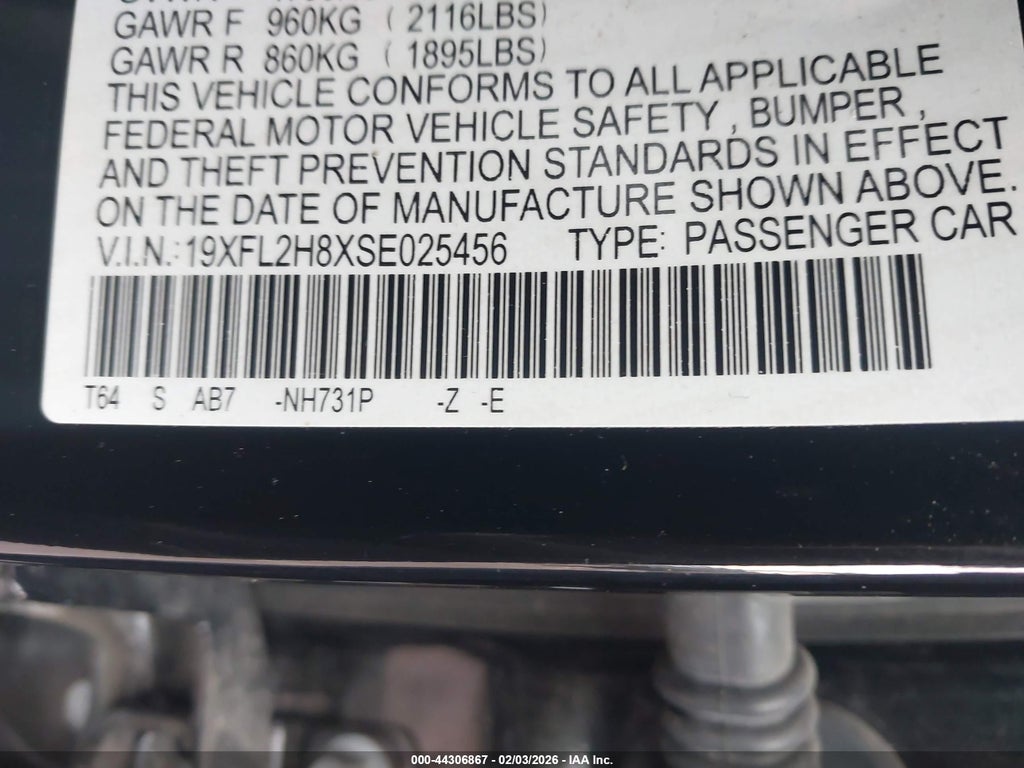 GAWR F 960KG ( 2116LBS)
GAWR R 860KG ( 1895LBS)
THIS VEHICLE CONFORMS TO ALL APPLICABLE
FEDERAL MOTOR VEHICLE SAFETY , BUMPER ,
AND THEFT PREVENTION STANDARDS IN EFFECT
ON THE DATE OF MANUFACTURE SHOWN ABOVE.
V.I.N.: 19XFL2H8XSE025456 TYPE: PASSENGER CAR
T64 S AB7 -NH731P -Z -E
000-44306867 - 02/03/2026 - IAA Inc.